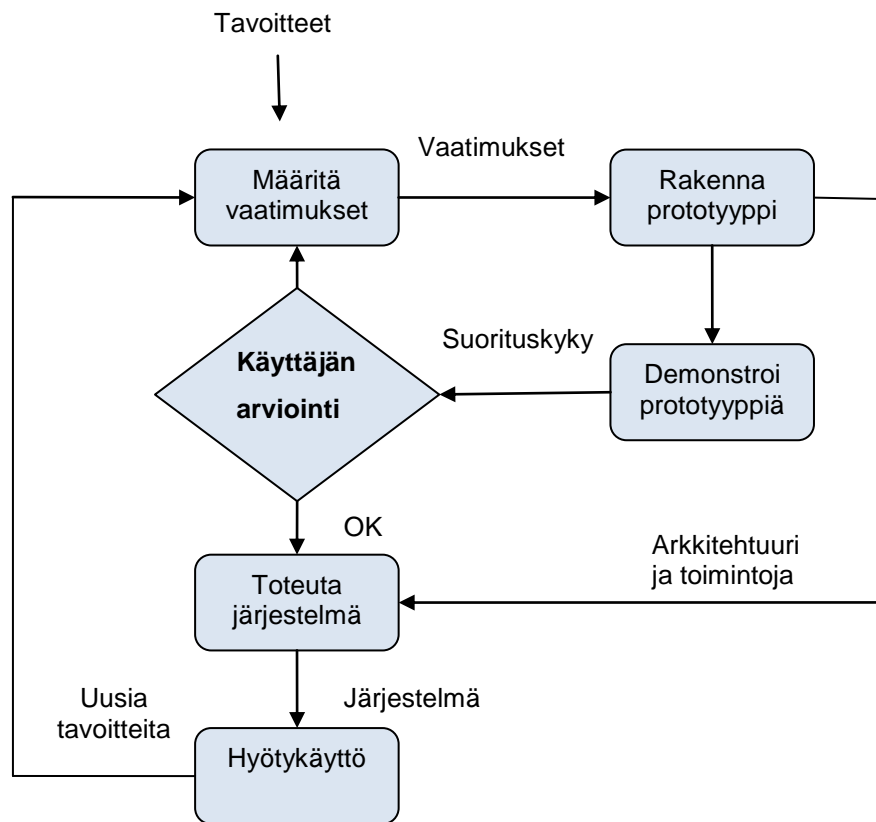 Tavoitteet
Määritä
vaatimukset
Vaatimukset
Rakenna
prototyyppi
Käyttäjän
arviointi
Suorituskyky
Demonstroi
prototyyppiä
OK
Arkkitehtuuri
ja toimintoja
Toteuta
järjestelmä
Uusia
tavoitteita
Järjestelmä
Hyötykäyttö